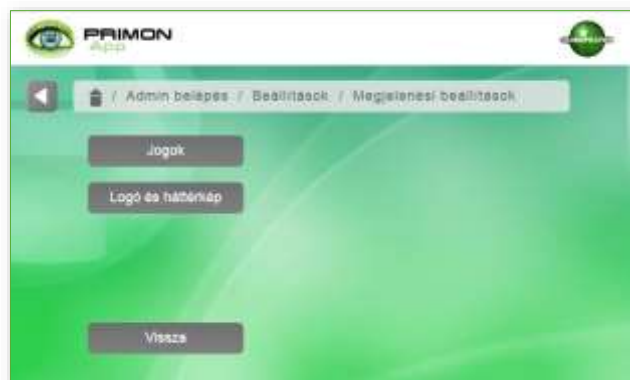 PRIMON
App
/ Admin belépés / Beállítások / Megjelenési beállítások
Jogok
Logó és háttérkép
Vissza